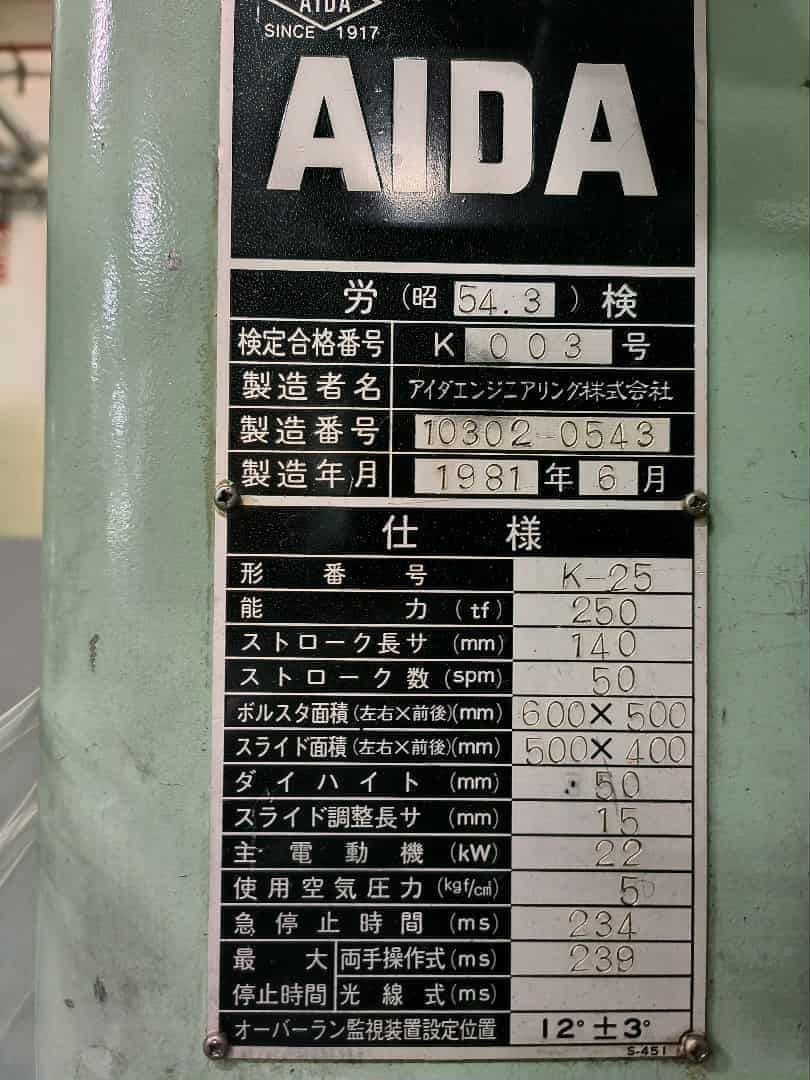 AIDA
SINCE 1917
AIDA
労 (昭 54.3) 検
検定合格番号 K 003 号
製造者名 アイダエンジニアリング株式会社
製造番号 10302-0543
製造年月 1981 年 6 月
仕 様
形番号 K-25
能力 (tf) 250
ストローク長サ (mm) 140
ストローク数 (spm) 50
ボルスタ面積 (左右×前後)(mm) 600×500
スライド面積 (左右×前後)(mm) 500×400
ダイハイト (mm) 50
スライド調整長サ (mm) 15
主電動機 (kW) 22
使用空気圧力 (kgf/c㎡) 5
急停止時間 (ms) 234
最大停止時間 両手操作式 (ms) 239
光線式 (ms)
オーバーラン監視装置設定位置 12°±3°
S-451